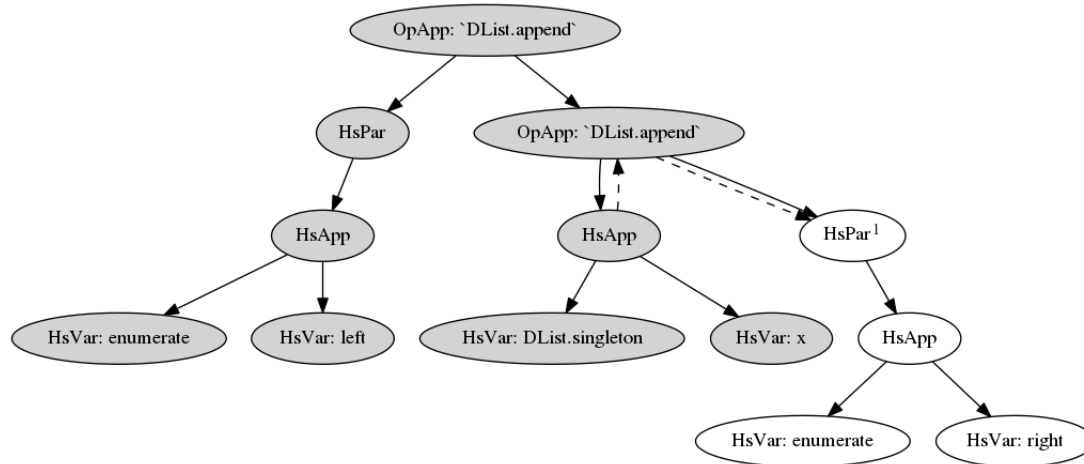 OpApp: `DList.append`
HsPar
OpApp: `DList.append`
HsApp
HsApp
HsPar¹
HsVar: enumerate
HsVar: left
HsVar: DList.singleton
HsVar: x
HsApp
HsVar: enumerate
HsVar: right